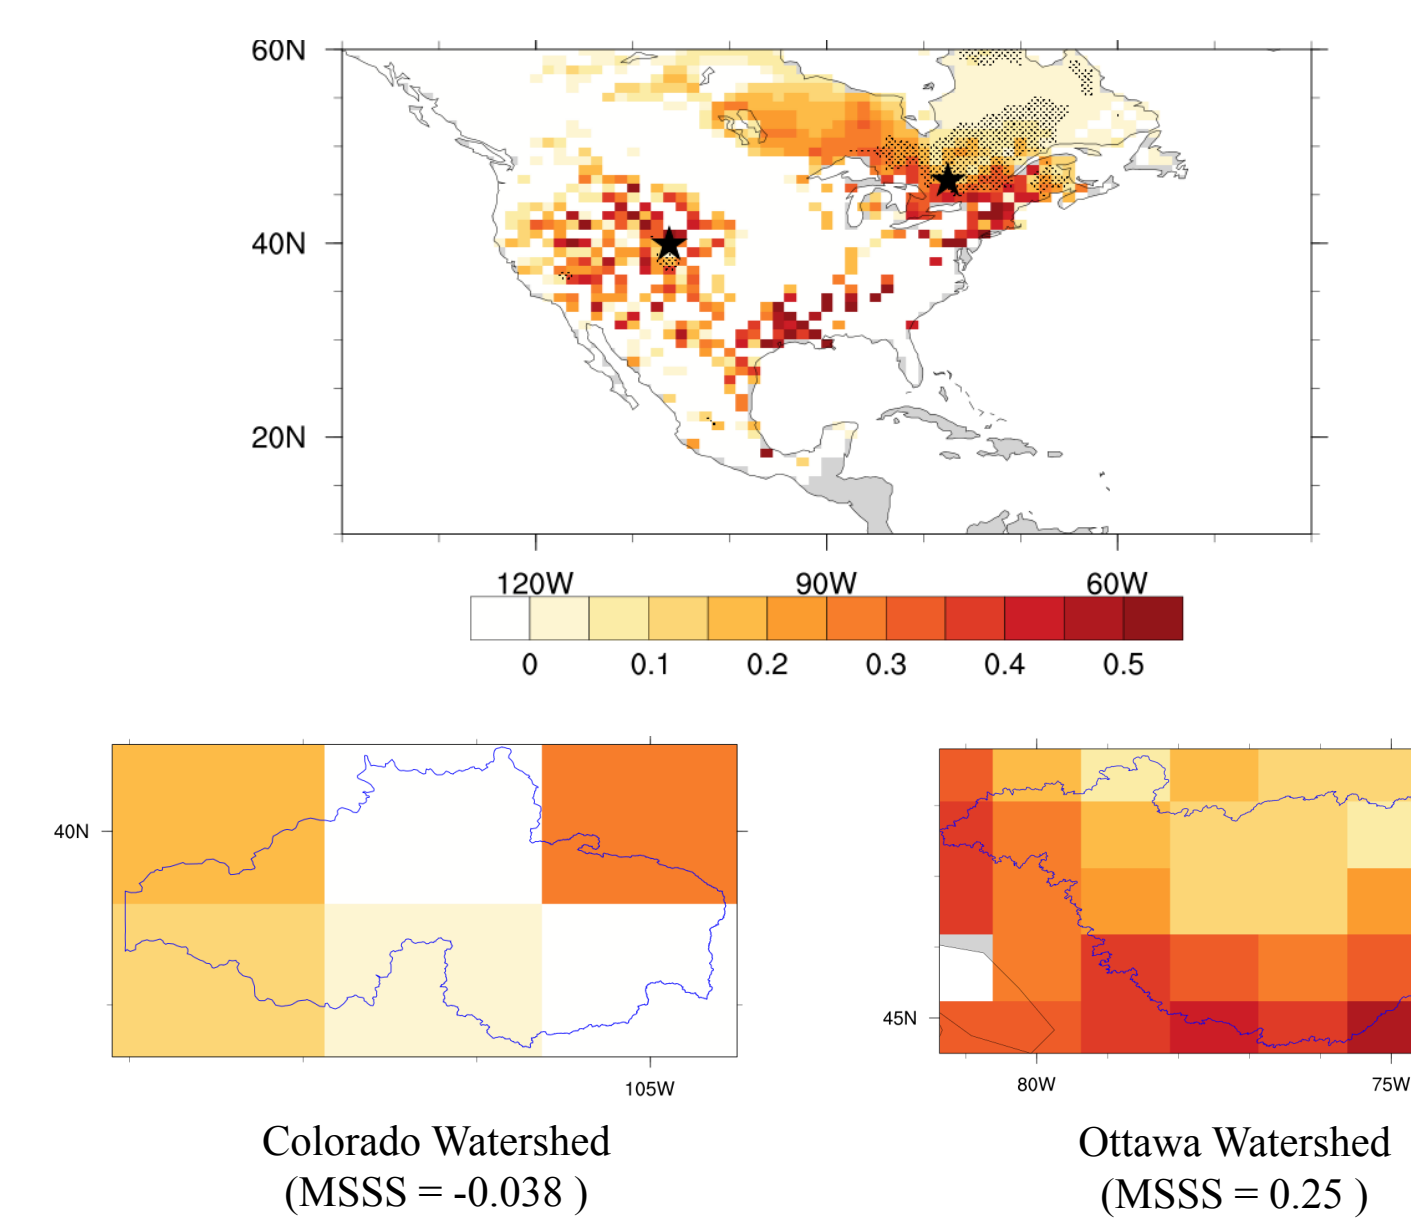 60N
40N
20N
120W 90W 60W
0 0.1 0.2 0.3 0.4 0.5
40N
105W
45N
80W 75W
Colorado Watershed
(MSSS = -0.038 )
Ottawa Watershed
(MSSS = 0.25 )